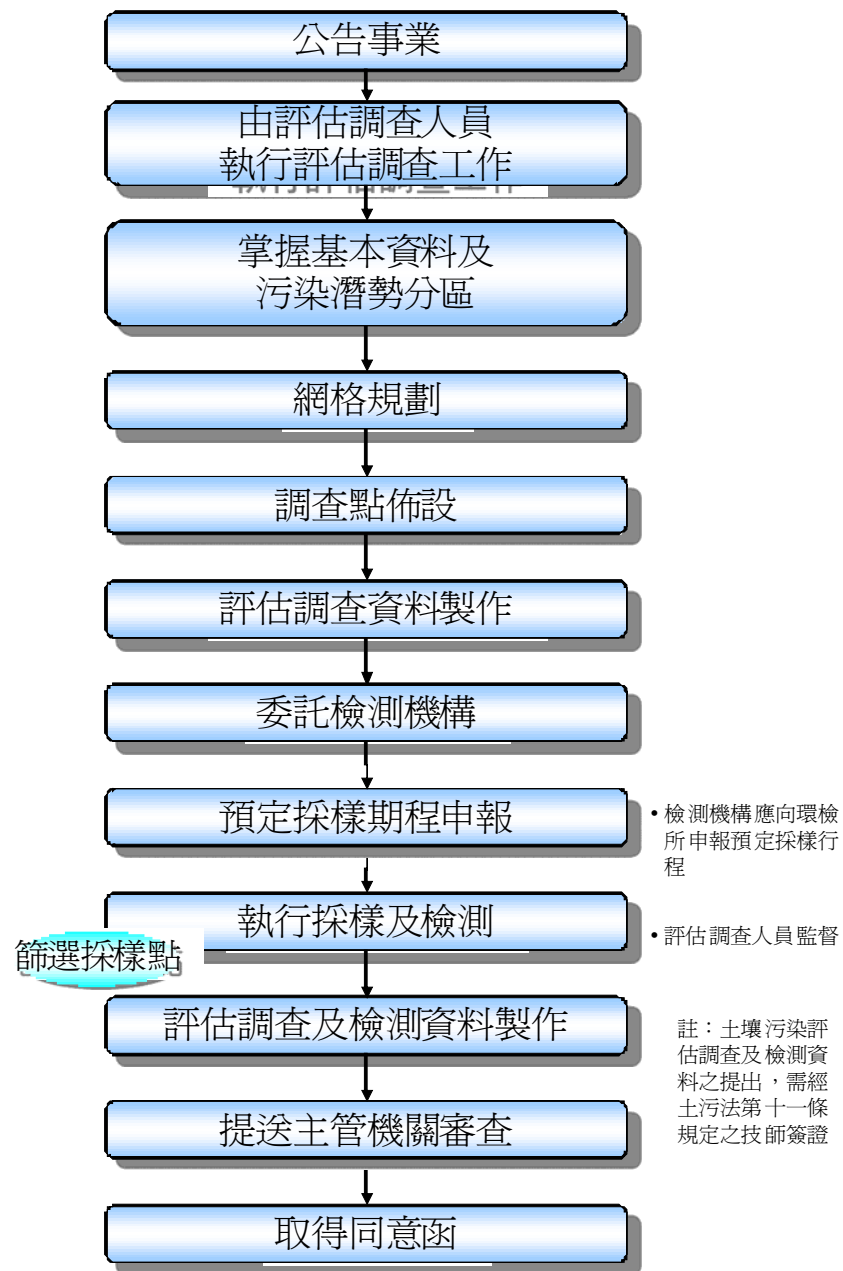 公告事業
由評估調查人員
執行評估調查工作
掌握基本資料及
污染潛勢分區
網格規劃
調查點佈設
評估調查資料製作
委託檢測機構
預定採樣期程申報
•檢測機構應向環檢
所申報預定採樣行
程
執行採樣及檢測
•評估調查人員監督
篩選採樣點
評估調查及檢測資料製作
註：土壤污染評
估調查及檢測資
料之提出，需經
土污法第十一條
規定之技師簽證
提送主管機關審查
取得同意函